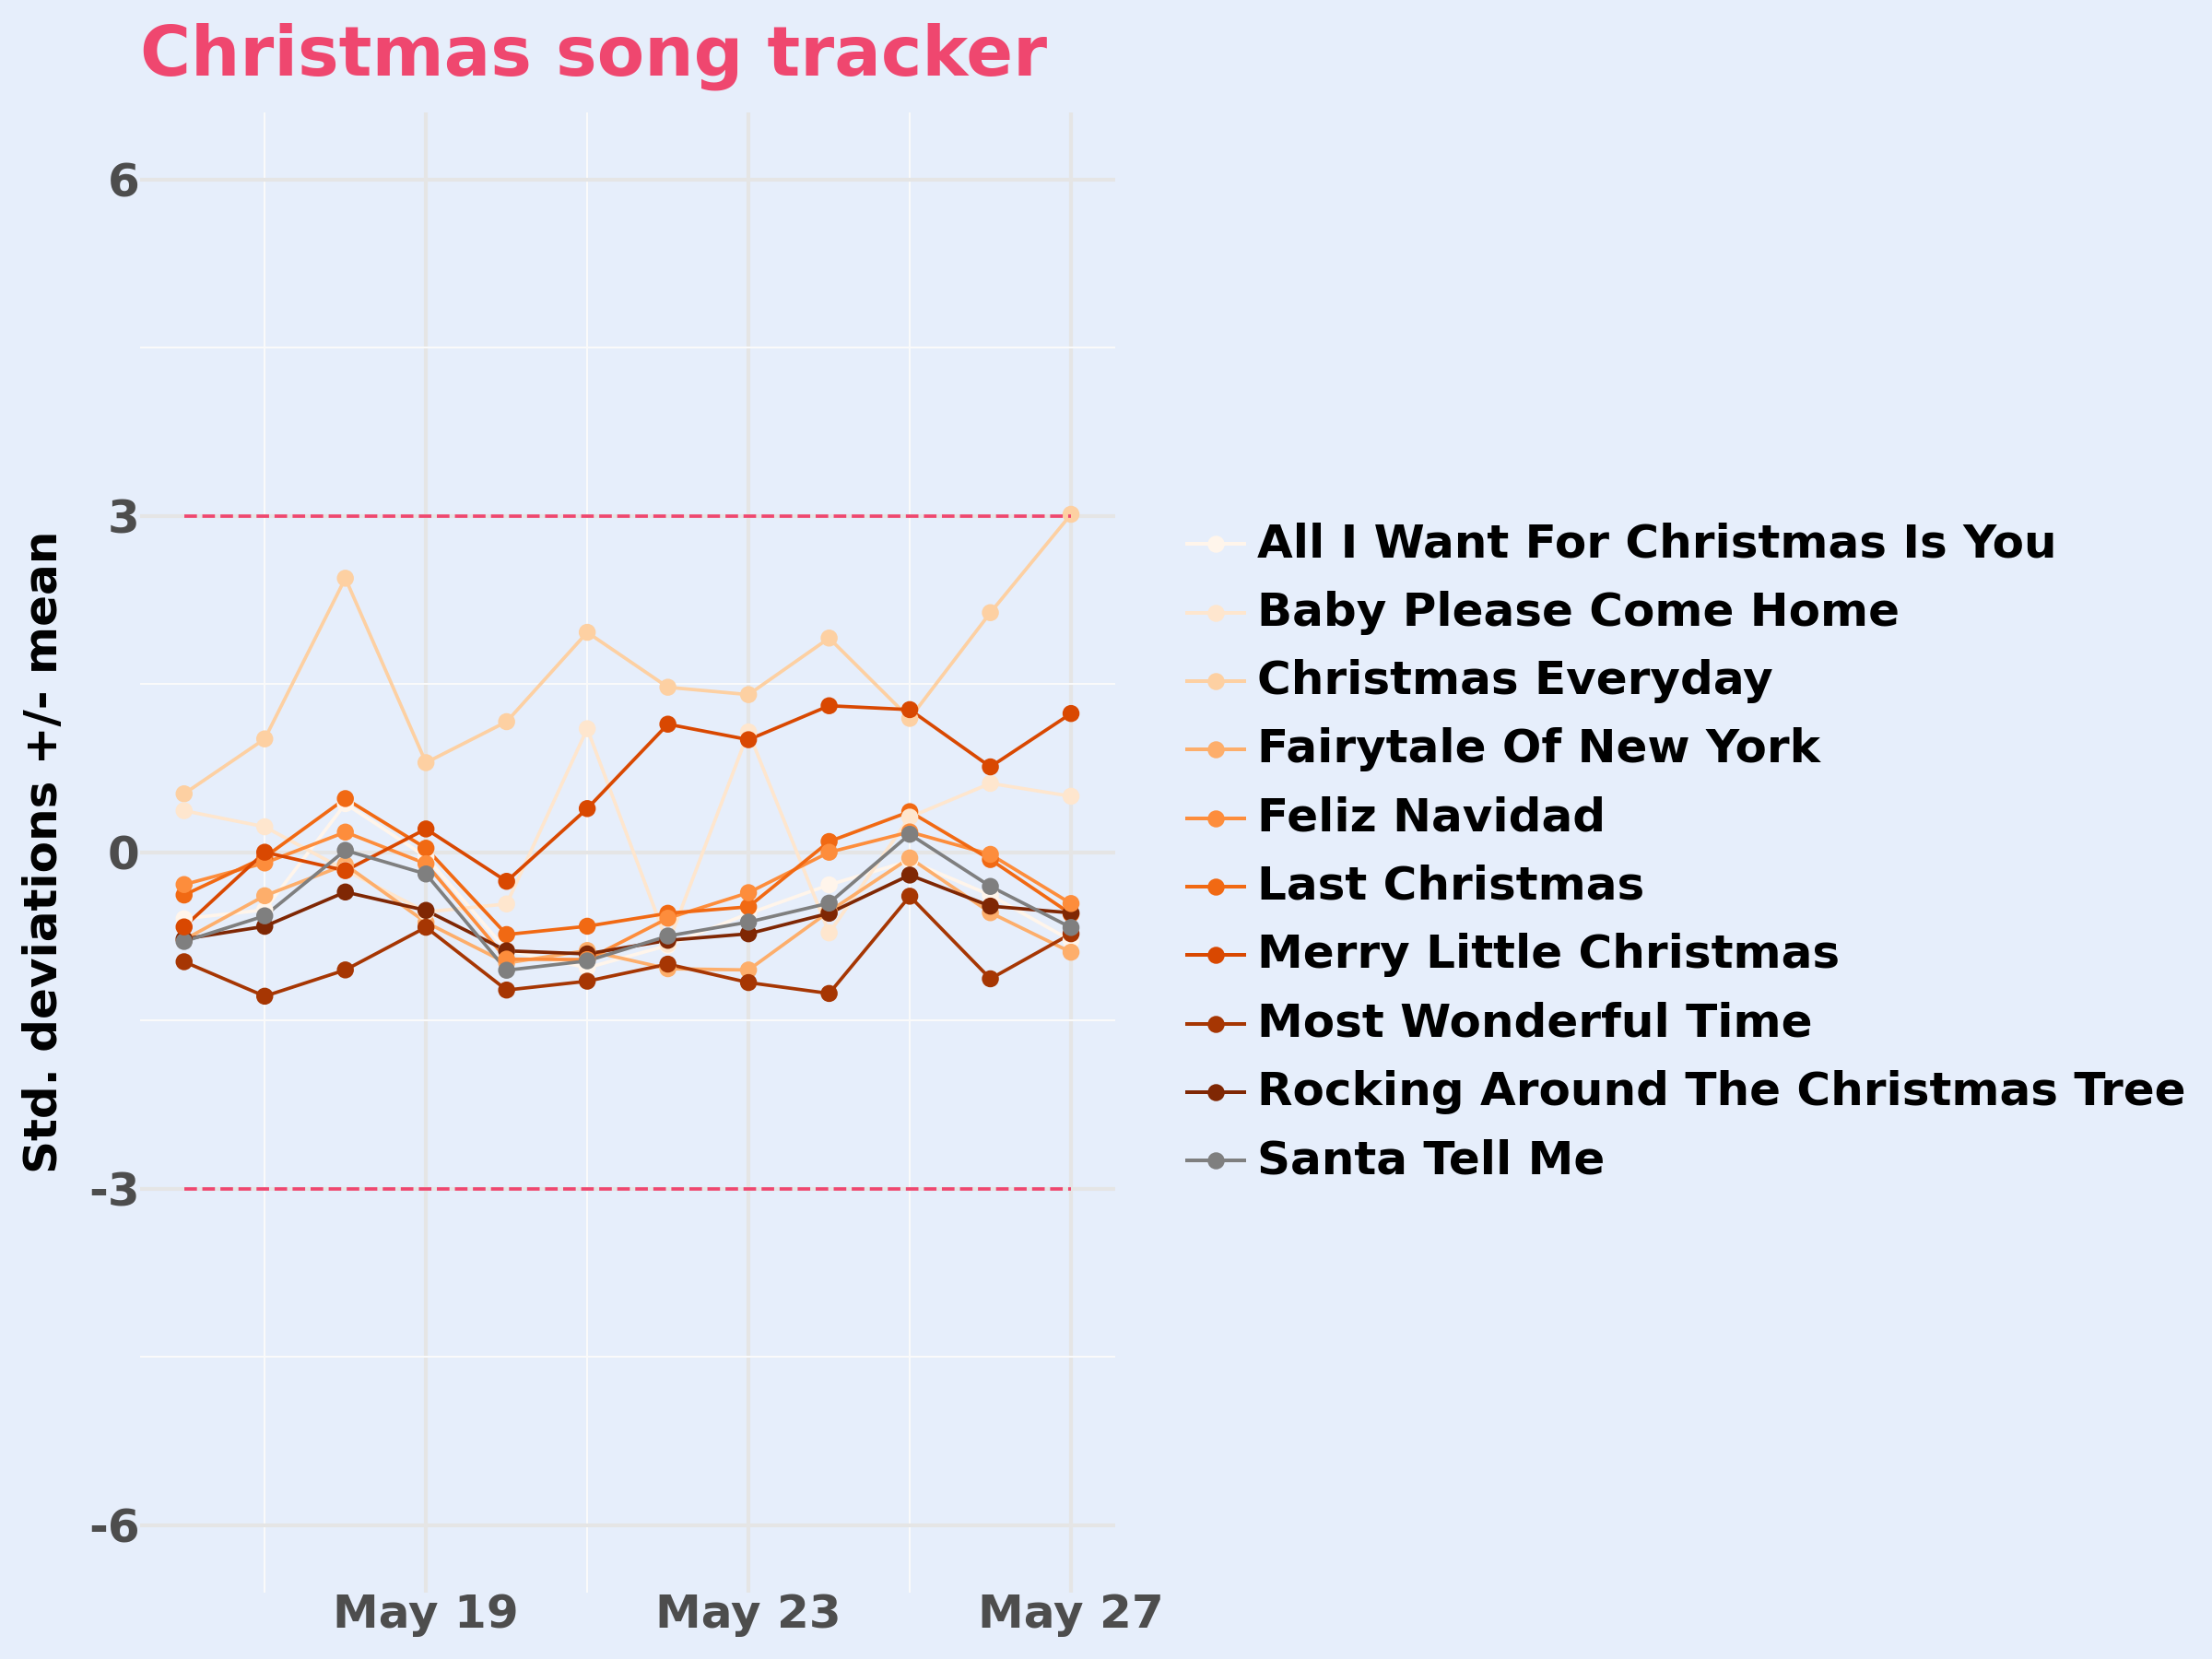 Christmas song tracker
Std. deviations +/- mean
6
3
0
-3
-6
May 19
May 23
May 27
All I Want For Christmas Is You
Baby Please Come Home
Christmas Everyday
Fairytale Of New York
Feliz Navidad
Last Christmas
Merry Little Christmas
Most Wonderful Time
Rocking Around The Christmas Tree
Santa Tell Me